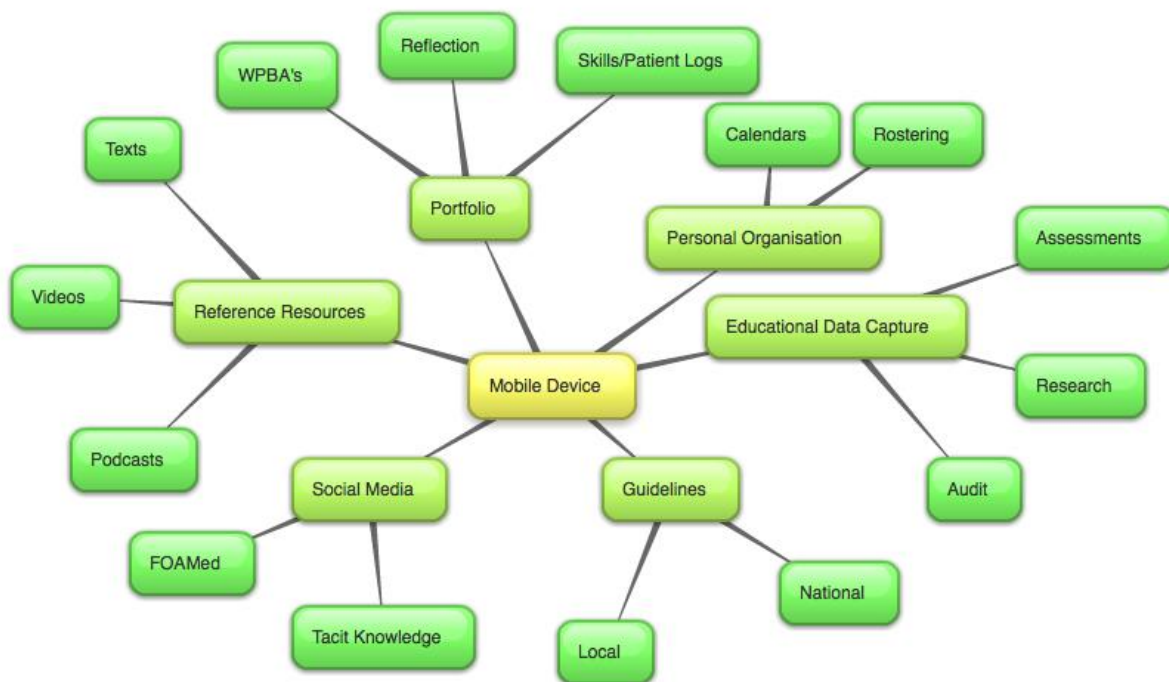 Reflection
Skills/Patient Logs
WPBA's
Calendars
Rostering
Texts
Portfolio
Personal Organisation
Assessments
Videos
Reference Resources
Educational Data Capture
Mobile Device
Research
Podcasts
Social Media
Guidelines
Audit
FOAMed
National
Tacit Knowledge
Local